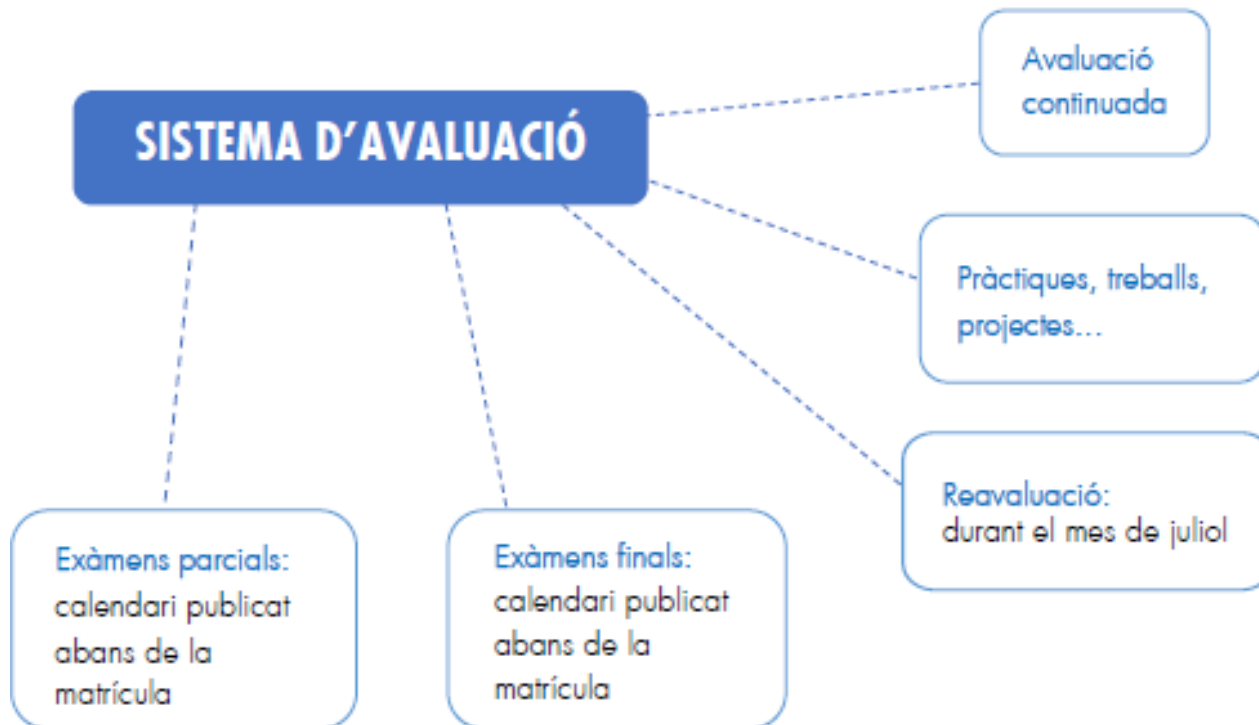 SISTEMA D'AVALUACIÓ
Avaluació
continuada
Pràctiques, treballs,
projectes...
Reavaluació:
durant el mes de juliol
Exàmens parcials:
calendari publicat
abans de la
matrícula
Exàmens finals:
calendari publicat
abans de la
matrícula